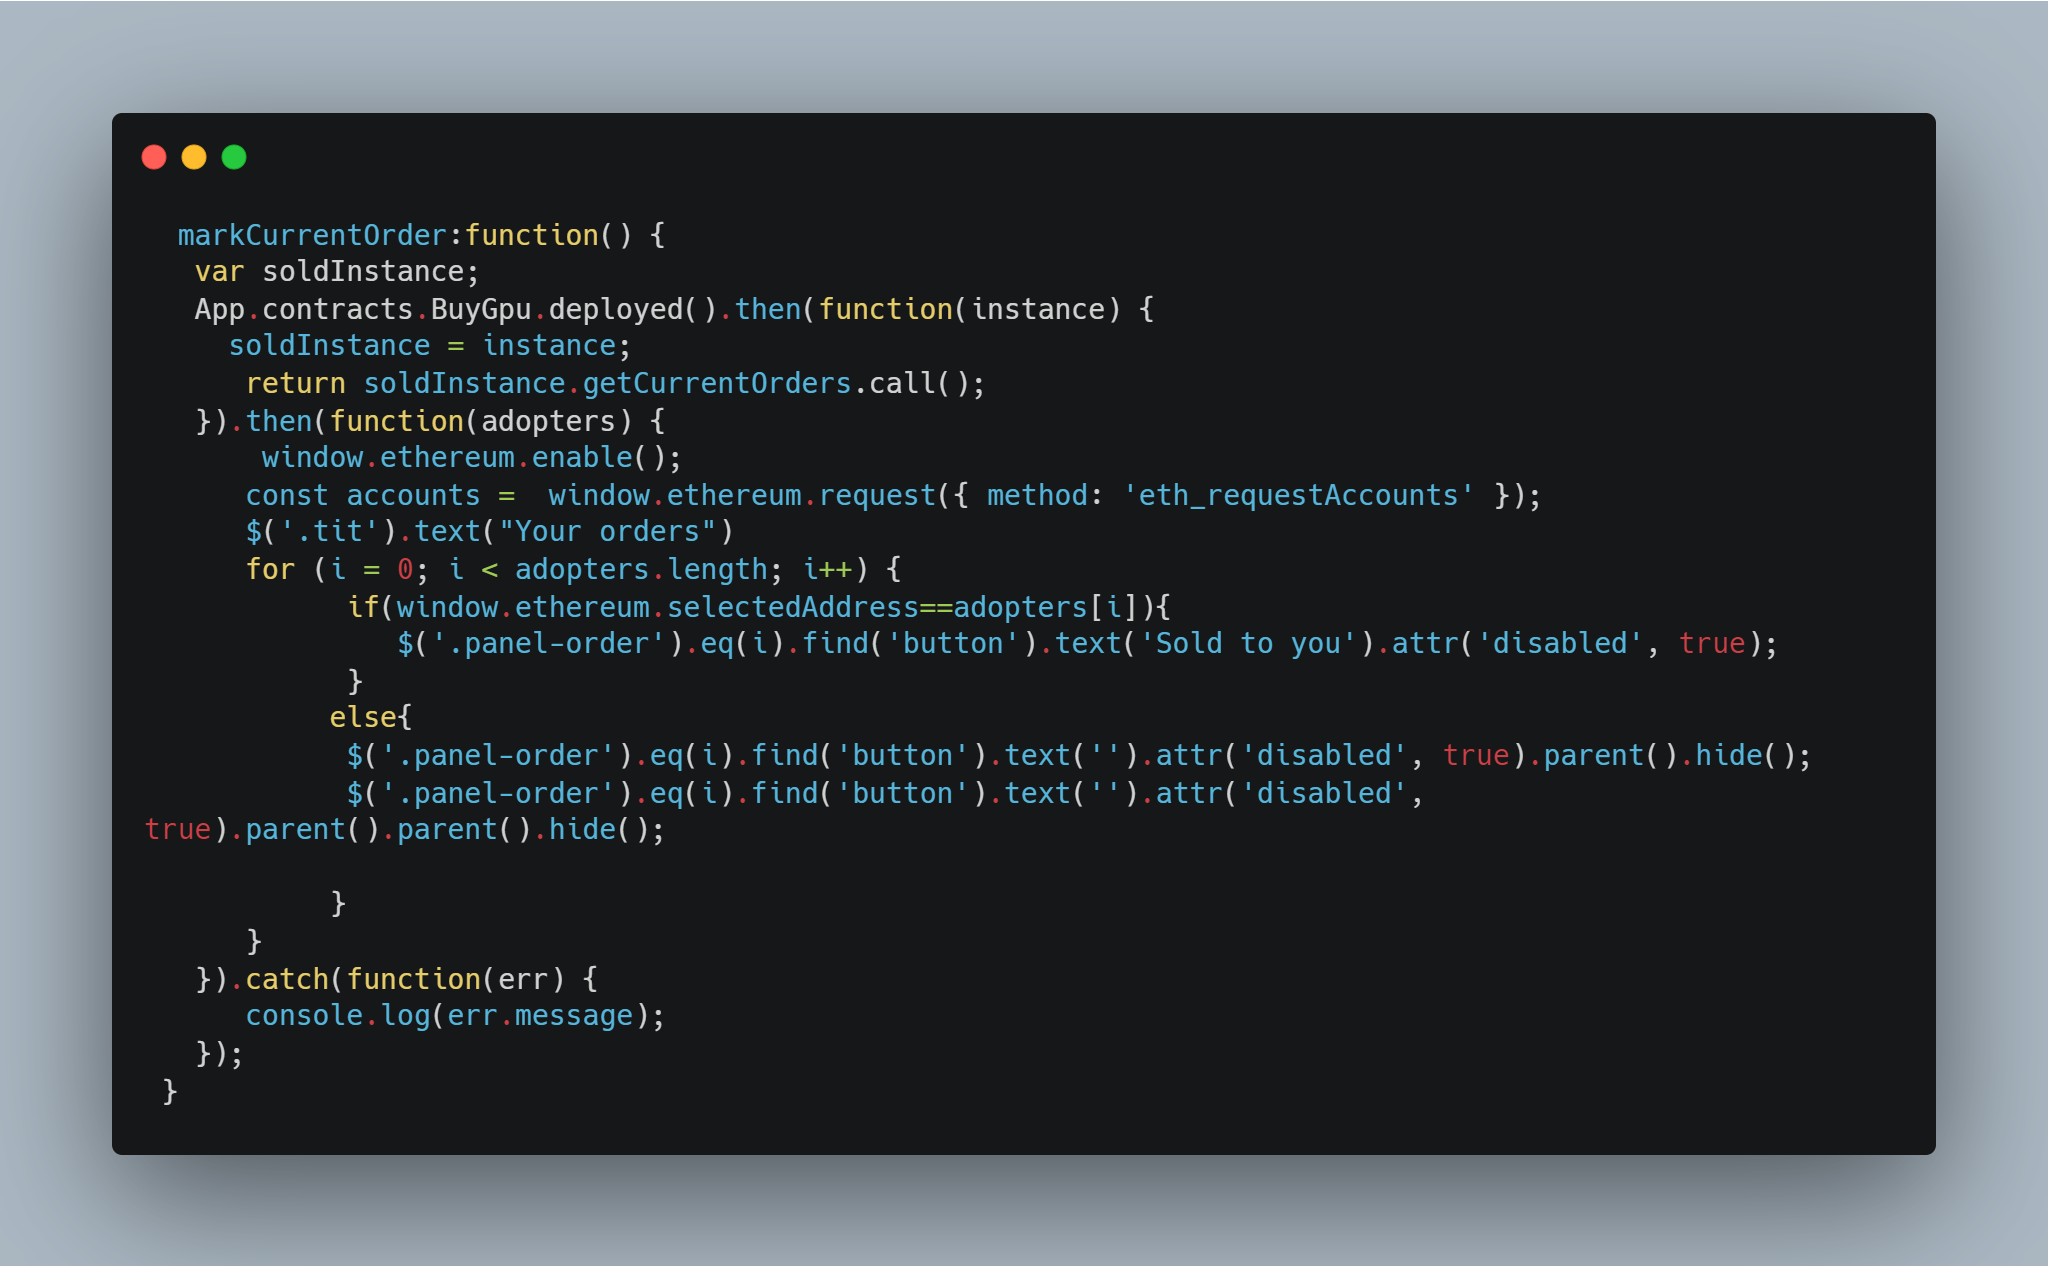 markCurrentOrder:function() {
var soldInstance;
App.contracts.BuyGpu.deployed().then(function(instance) {
soldInstance = instance;
return soldInstance.getCurrentOrders.call();
}).then(function(adopters) {
window.ethereum.enable();
const accounts =  window.ethereum.request({ method: 'eth_requestAccounts' });
$('.tit').text("Your orders")
for (i = 0; i < adopters.length; i++) {
if(window.ethereum.selectedAddress==adopters[i]){
$('.panel-order').eq(i).find('button').text('Sold to you').attr('disabled', true);
}
else{
$('.panel-order').eq(i).find('button').text('').attr('disabled', true).parent().hide();
$('.panel-order').eq(i).find('button').text('').attr('disabled',
true).parent().parent().hide();
}
}
}).catch(function(err) {
console.log(err.message);
});
}